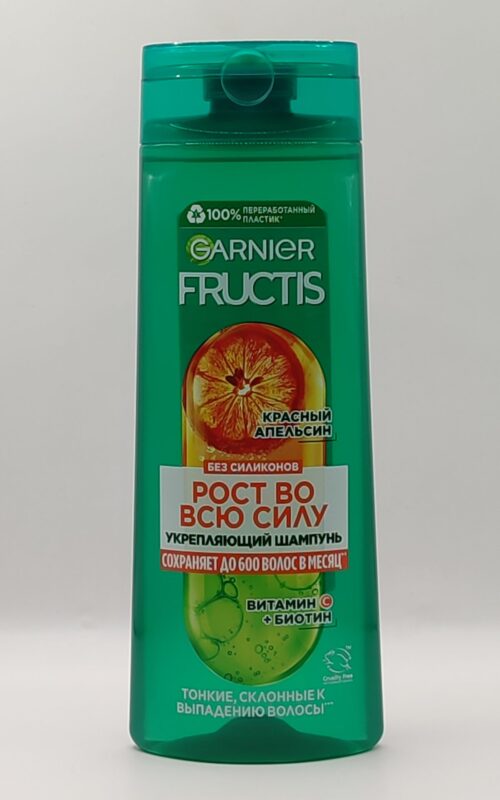 100% ПЕРЕРАБОТАННЫЙ
ПЛАСТИК*
GARNIER
FRUCTIS
КРАСНЫЙ
АПЕЛЬСИН
БЕЗ СИЛИКОНОВ
РОСТ ВО
ВСЮ СИЛУ
УКРЕПЛЯЮЩИЙ ШАМПУНЬ
СОХРАНЯЕТ ДО 600 ВОЛОС В МЕСЯЦ**
ВИТАМИН C
+ БИОТИН
Cruelty Free
ТОНКИЕ, СКЛОННЫЕ К
ВЫПАДЕНИЮ ВОЛОСЫ***